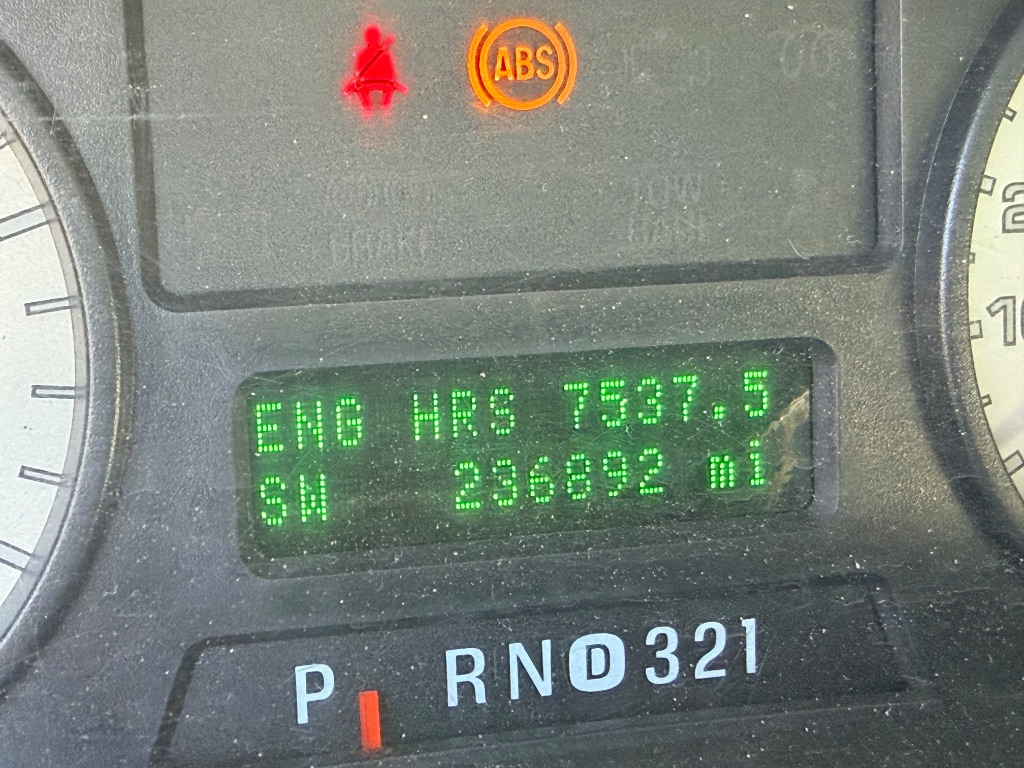 ABS
ENG HRS 7537.5
SW 236892 mi
P RND321